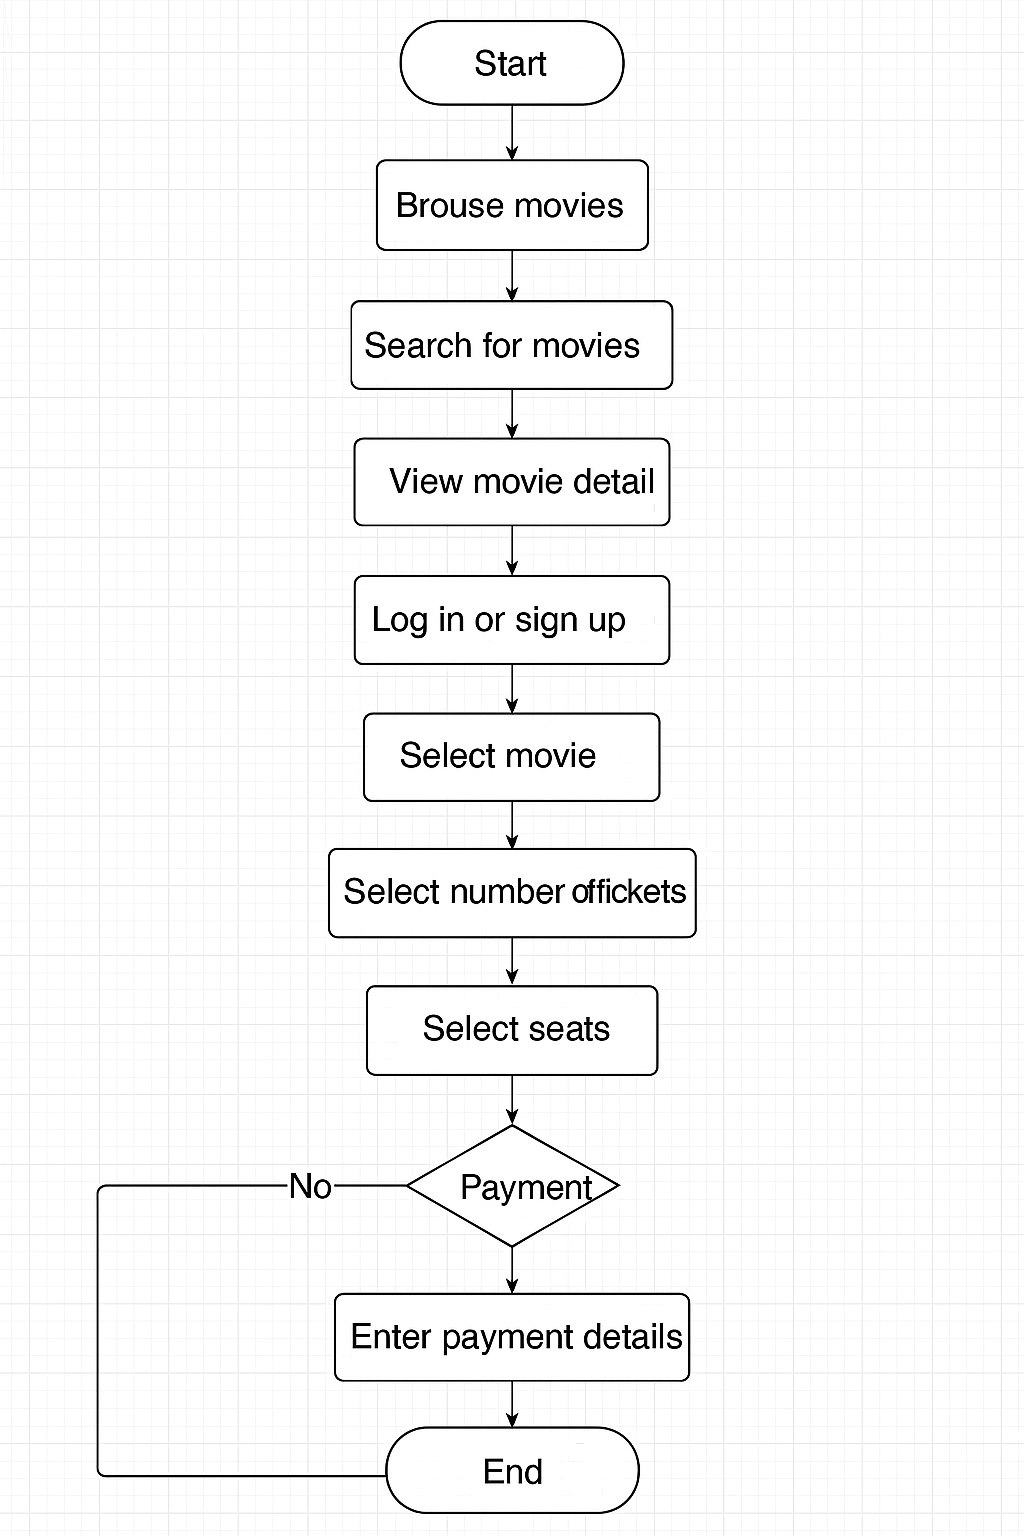 Start
Brouse movies
Search for movies
View movie detail
Log in or sign up
Select movie
Select number offickets
Select seats
No
Payment
Enter payment details
End